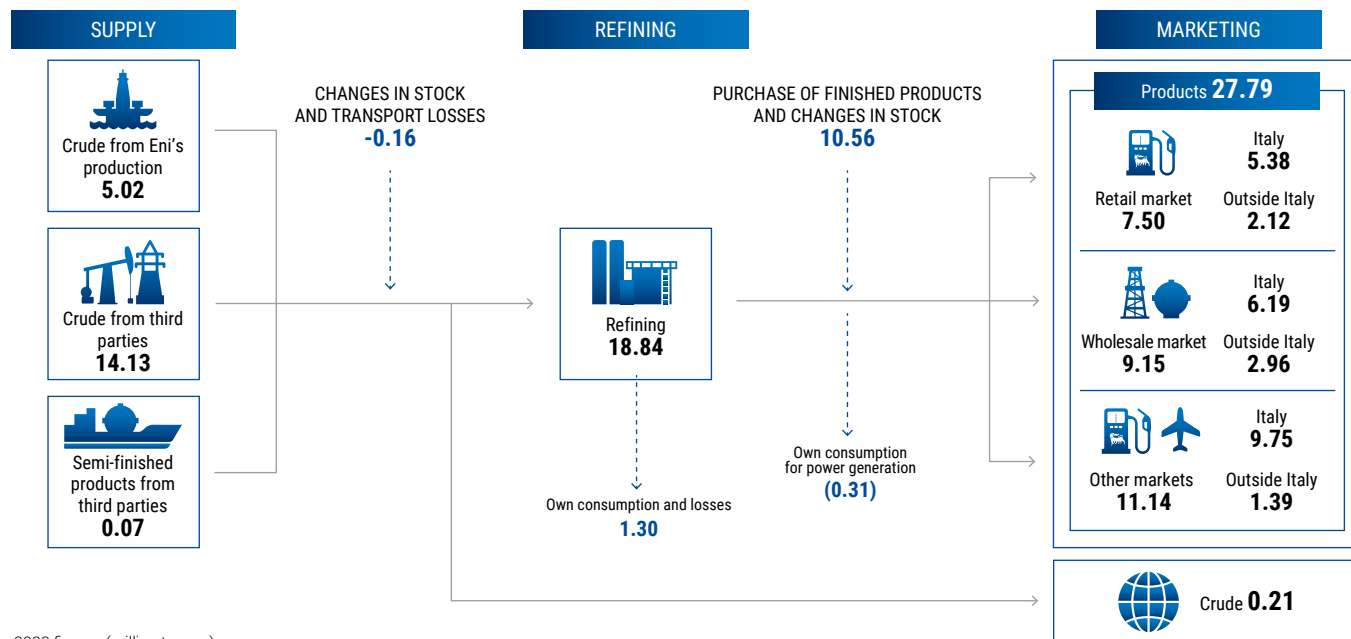 SUPPLY
REFINING
MARKETING
Crude from Eni's
production
5.02
Crude from third
parties
14.13
Semi-finished
products from
third parties
0.07
CHANGES IN STOCK
AND TRANSPORT LOSSES
-0.16
Refining
18.84
Own consumption and losses
1.30
PURCHASE OF FINISHED PRODUCTS
AND CHANGES IN STOCK
10.56
Own consumption
for power generation
(0.31)
Products 27.79
Retail market
7.50
Italy
5.38
Outside Italy
2.12
Wholesale market
9.15
Italy
6.19
Outside Italy
2.96
Other markets
11.14
Italy
9.75
Outside Italy
1.39
Crude 0.21